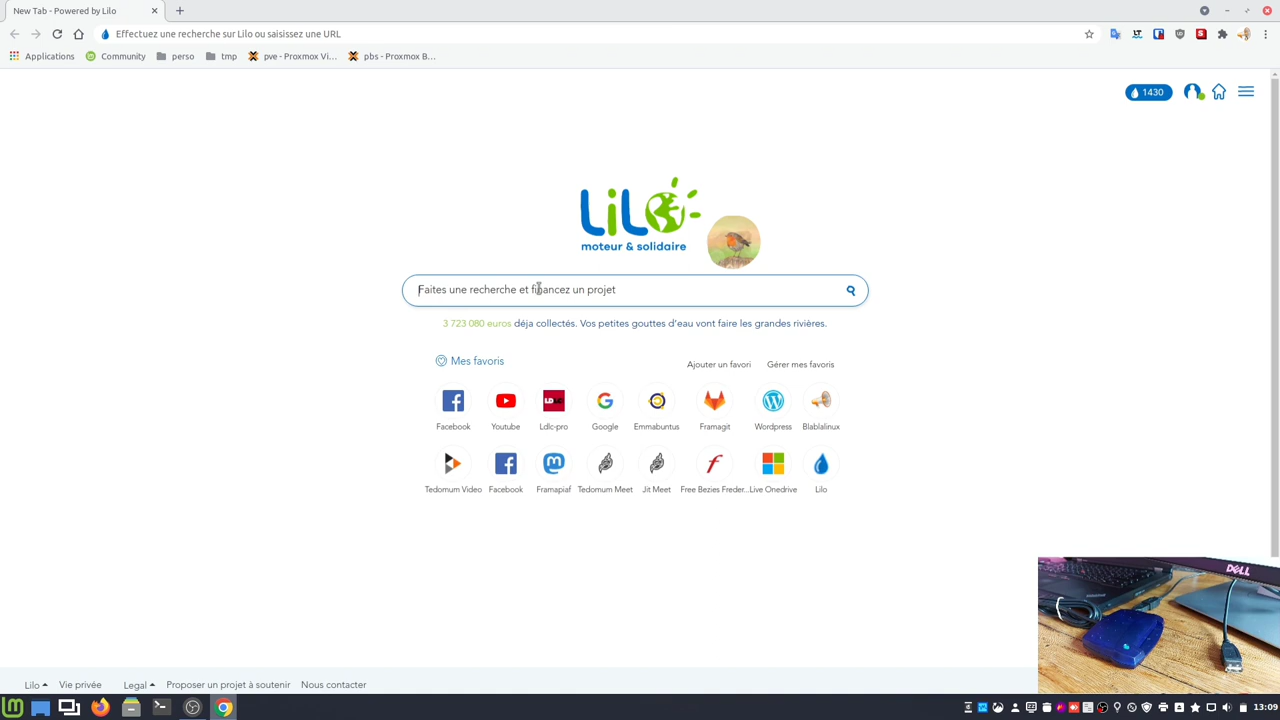 New Tab - Powered by Lilo
Effectuez une recherche sur Lilo ou saisissez une URL
Applications
Community
perso
tmp
pve - Proxmox Vi...
pbs - Proxmox B...
1430
LiLO
moteur & solidaire
Faites une recherche et financez un projet
3 723 080 euros déja collectés. Vos petites gouttes d'eau vont faire les grandes rivières.
Mes favoris
Ajouter un favori
Gérer mes favoris
Facebook
Youtube
LDLC
Ldlc-pro
Google
Emmabuntus
Framagit
Wordpress
Blablalinux
Tedomum Video
Facebook
Framapiaf
Tedomum Meet
Jit Meet
Free Bezies Freder...
Live Onedrive
Lilo
DELL
Lilo
Vie privée
Legal
Proposer un projet à soutenir
Nous contacter
13:09